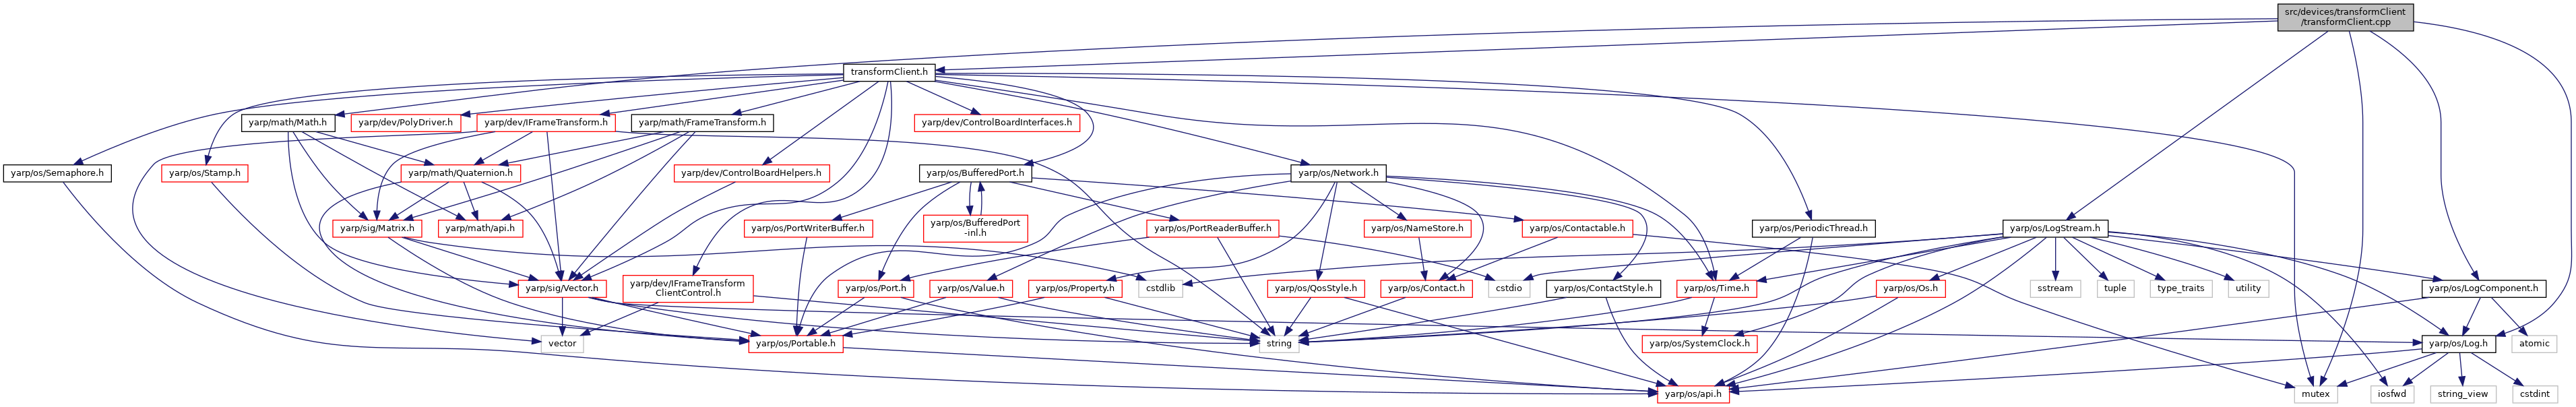 src/devices/transformClient
/transformClient.cpp
transformClient.h
yarp/math/Math.h
yarp/dev/PolyDriver.h
yarp/dev/IFrameTransform.h
yarp/math/FrameTransform.h
yarp/dev/ControlBoardInterfaces.h
yarp/os/Semaphore.h
yarp/os/Stamp.h
yarp/math/Quaternion.h
yarp/dev/ControlBoardHelpers.h
yarp/os/BufferedPort.h
yarp/os/Network.h
yarp/sig/Matrix.h
yarp/math/api.h
yarp/os/PortWriterBuffer.h
yarp/os/BufferedPort
-inl.h
yarp/os/PortReaderBuffer.h
yarp/os/NameStore.h
yarp/os/Contactable.h
yarp/os/PeriodicThread.h
yarp/os/LogStream.h
yarp/sig/Vector.h
yarp/dev/IFrameTransform
ClientControl.h
yarp/os/Port.h
yarp/os/Value.h
yarp/os/Property.h
cstdlib
yarp/os/QosStyle.h
yarp/os/Contact.h
cstdio
yarp/os/ContactStyle.h
yarp/os/Time.h
yarp/os/Os.h
sstream
tuple
type_traits
utility
yarp/os/LogComponent.h
vector
yarp/os/Portable.h
string
yarp/os/SystemClock.h
yarp/os/Log.h
atomic
yarp/os/api.h
mutex
iosfwd
string_view
cstdint